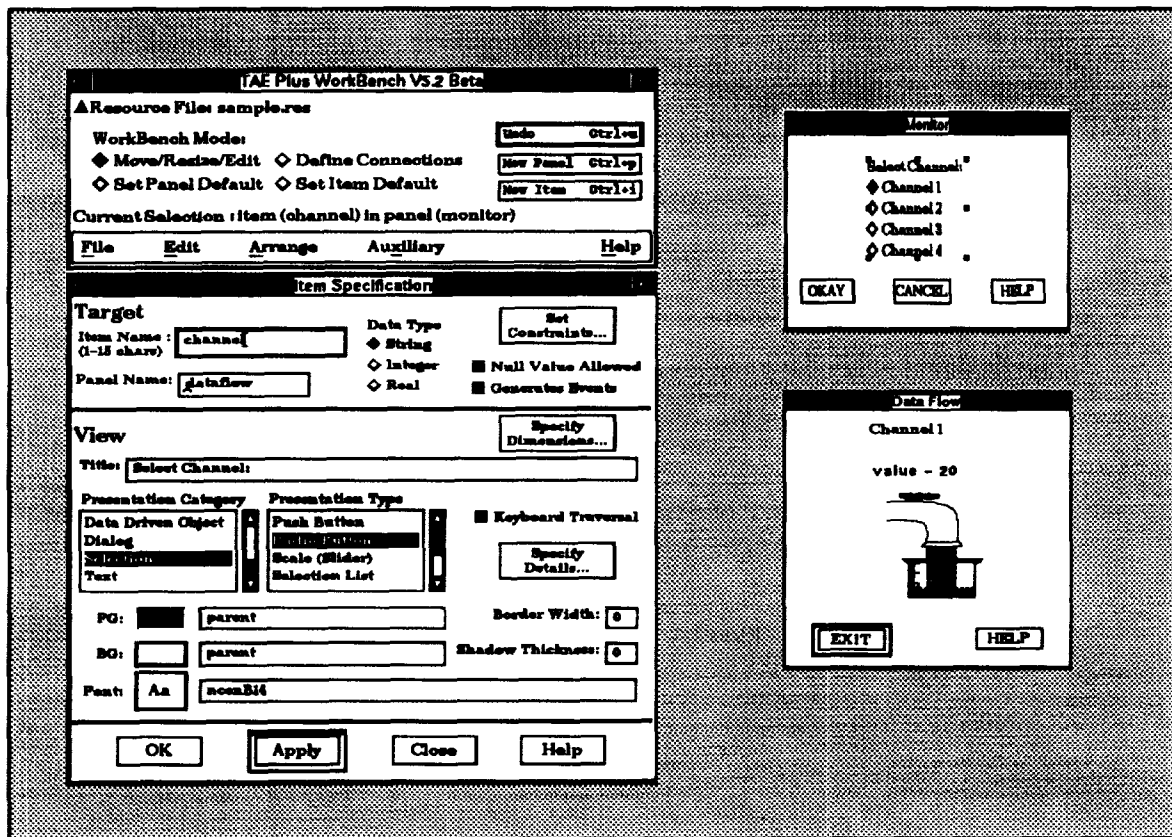 TAE Plus WorkBench V5.2 Beta
Resource File: sample.res
WorkBench Mode:
Move/Resize/Edit Define Connections
Set Panel Default Set Item Default
Undo Ctrl+u
New Panel Ctrl+p
New Item Ctrl+i
Current Selection : item (channel) in panel (monitor)
File Edit Arrange Auxiliary Help
Item Specification
Target
Item Name :
(1-15 chars)
channel
Panel Name: dataflow
Data Type
String
Integer
Real
Set
Constraints...
Null Value Allowed
Generates Events
View
Specify
Dimensions...
Title: Select Channel:
Presentation Category
Data Driven Object
Dialog
Selection
Text
Presentation Type
Push Button
Scale (Slider)
Selection List
Keyboard Traversal
Specify
Details...
FG: parent
Border Width: 0
BG: parent
Shadow Thickness: 0
Font: Aa ncenB14
OK Apply Close Help
Monitor
Select Channel:
Channel 1
Channel 2
Channel 3
Channel 4
OKAY CANCEL HELP
Data Flow
Channel 1
value - 20
EXIT HELP